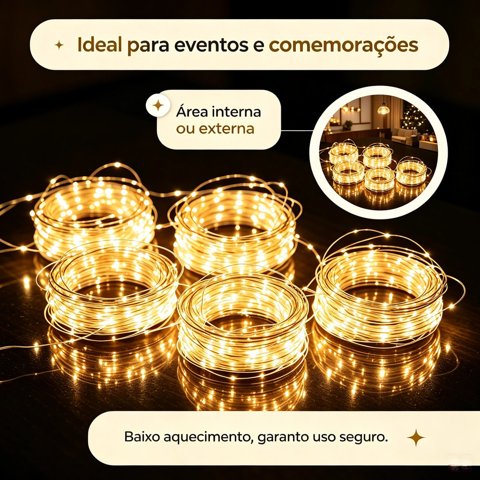 Ideal para eventos e comemorações
Área interna
ou externa
Baixo aquecimento, garanto uso seguro.